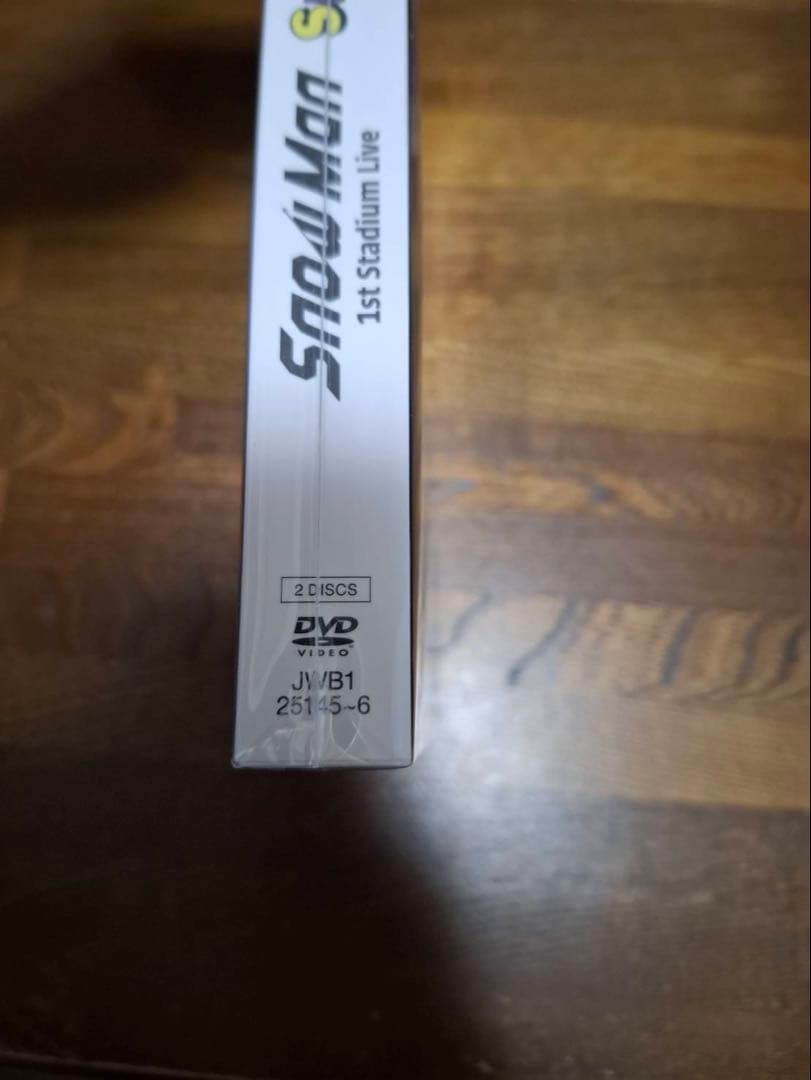 Snow Man
1st Stadium Live
2 DISCS
DVD
VIDEO
JWB1
25145~6